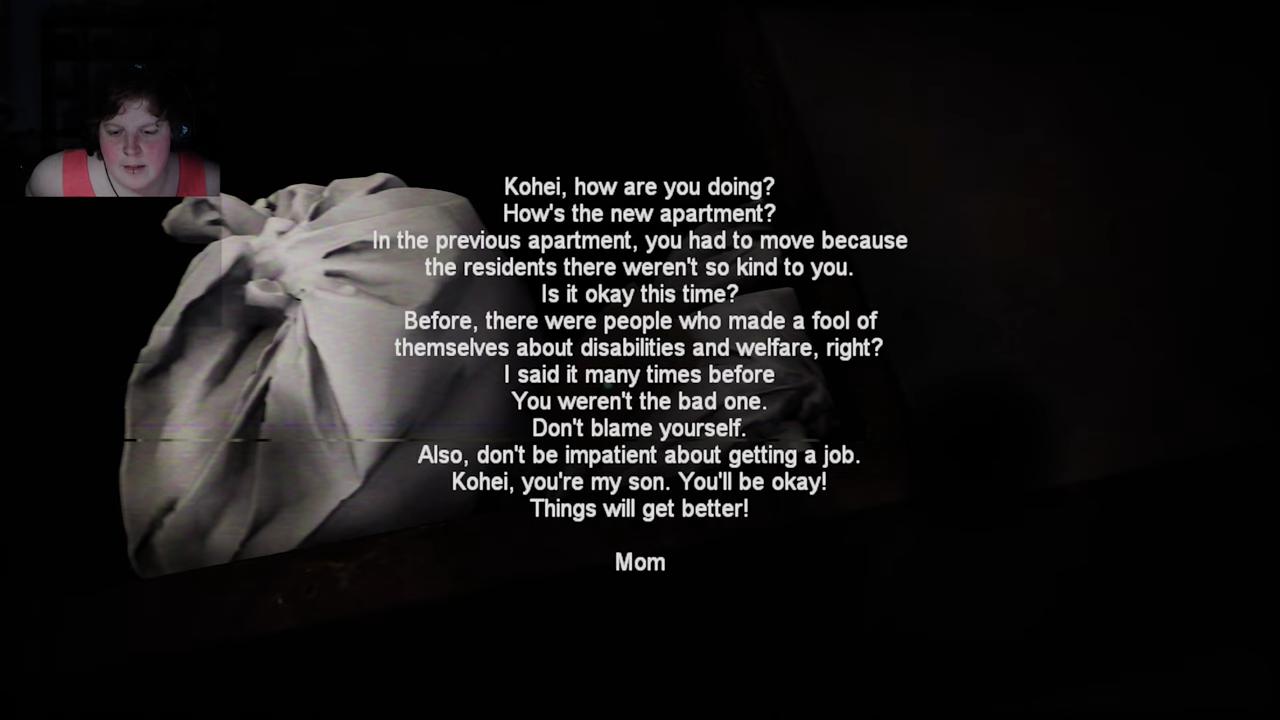 Kohei, how are you doing?
How's the new apartment?
In the previous apartment, you had to move because
the residents there weren't so kind to you.
Is it okay this time?
Before, there were people who made a fool of
themselves about disabilities and welfare, right?
I said it many times before
You weren't the bad one.
Don't blame yourself.
Also, don't be impatient about getting a job.
Kohei, you're my son. You'll be okay!
Things will get better!
Mom